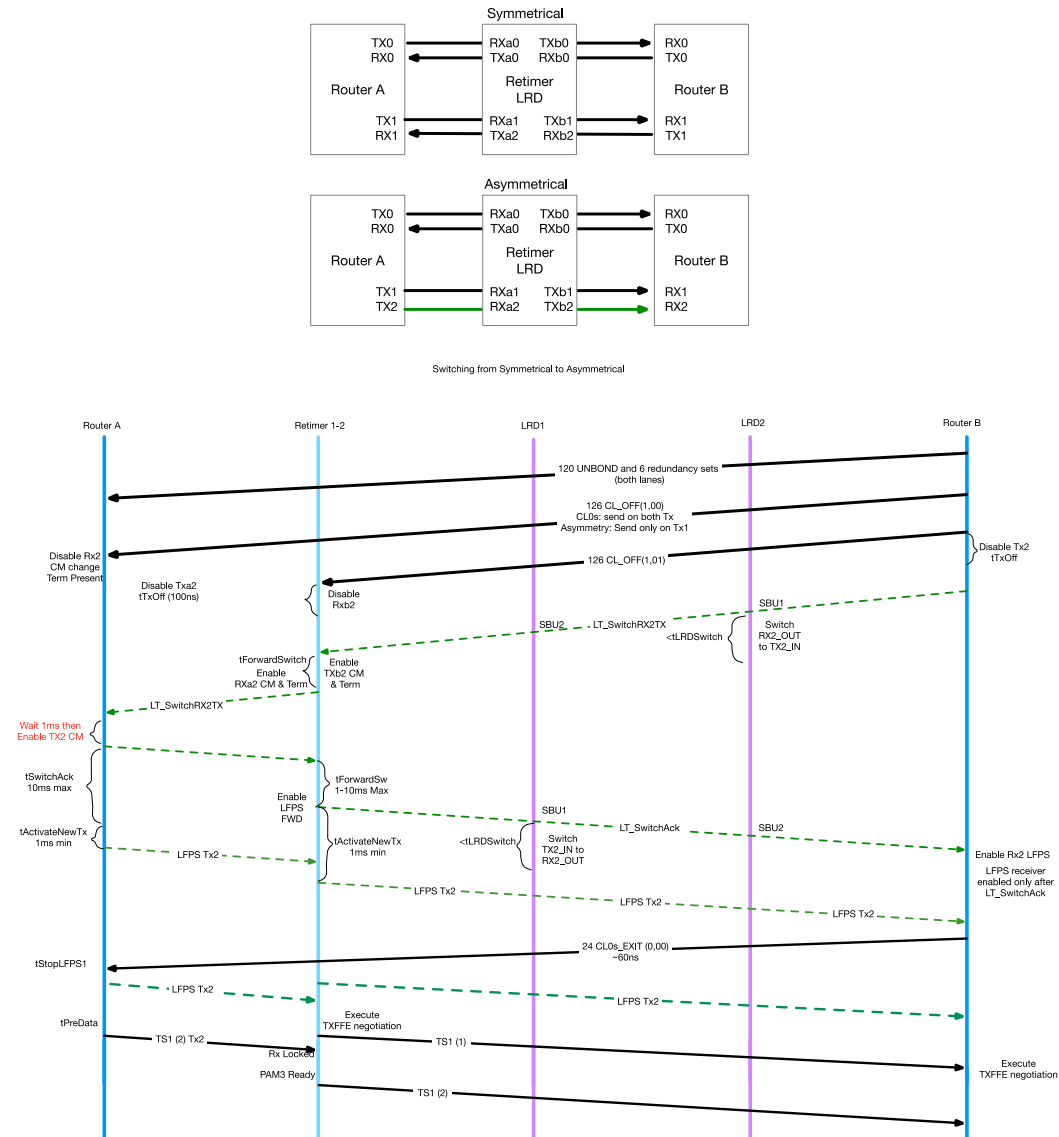 Symmetrical
TX0 RXa0 TXb0 RX0
RX0 TXa0 RXb0 TX0
Router A Retimer Router B
LRD
TX1 RXa1 TXb1 RX1
RX1 TXa2 RXb2 TX1
Asymmetrical
TX0 RXa0 TXb0 RX0
RX0 TXa0 RXb0 TX0
Router A Retimer Router B
LRD
TX1 RXa1 TXb1 RX1
TX2 RXa2 TXb2 RX2
Switching from Symmetrical to Asymmetrical
Router A Retimer 1-2 LRD1 LRD2 Router B
120 UNBOND and 6 redundancy sets
(both lanes)
126 CL_OFF(1,00)
CL0s: send on both Tx
Asymmetry: Send only on Tx1
Disable Rx2
CM change
Term Present
126 CL_OFF(1,01)
Disable Tx2
tTxOff
Disable Txa2
tTxOff (100ns)
Disable
Rxb2
SBU1
SBU2
LT_SwitchRX2TX
<tLRDSwitch
Switch
RX2_OUT
to TX2_IN
tForwardSwitch
Enable
RXa2 CM & Term
Enable
TXb2 CM
& Term
LT_SwitchRX2TX
Wait 1ms then
Enable TX2 CM
tSwitchAck
10ms max
tForwardSw
1-10ms Max
Enable
LFPS
FWD
SBU1
LT_SwitchAck
SBU2
tActivateNewTx
1ms min
tActivateNewTx
1ms min
<tLRDSwitch
Switch
TX2_IN to
RX2_OUT
LFPS Tx2
Enable Rx2 LFPS
LFPS receiver
enabled only after
LT_SwitchAck
LFPS Tx2
LFPS Tx2
LFPS Tx2
24 CL0s_EXIT (0,00)
~60ns
tStopLFPS1
LFPS Tx2
LFPS Tx2
tPreData
Execute
TXFFE negotiation
TS1 (2) Tx2
TS1 (1)
Rx Locked
PAM3 Ready
Execute
TXFFE negotiation
TS1 (2)